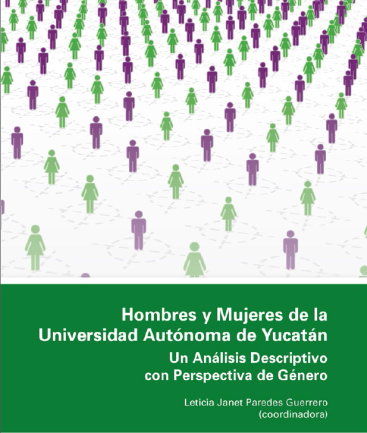 Hombres y Mujeres de la
Universidad Autónoma de Yucatán
Un Análisis Descriptivo
con Perspectiva de Género
Leticia Janet Paredes Guerrero
(coordinadora)